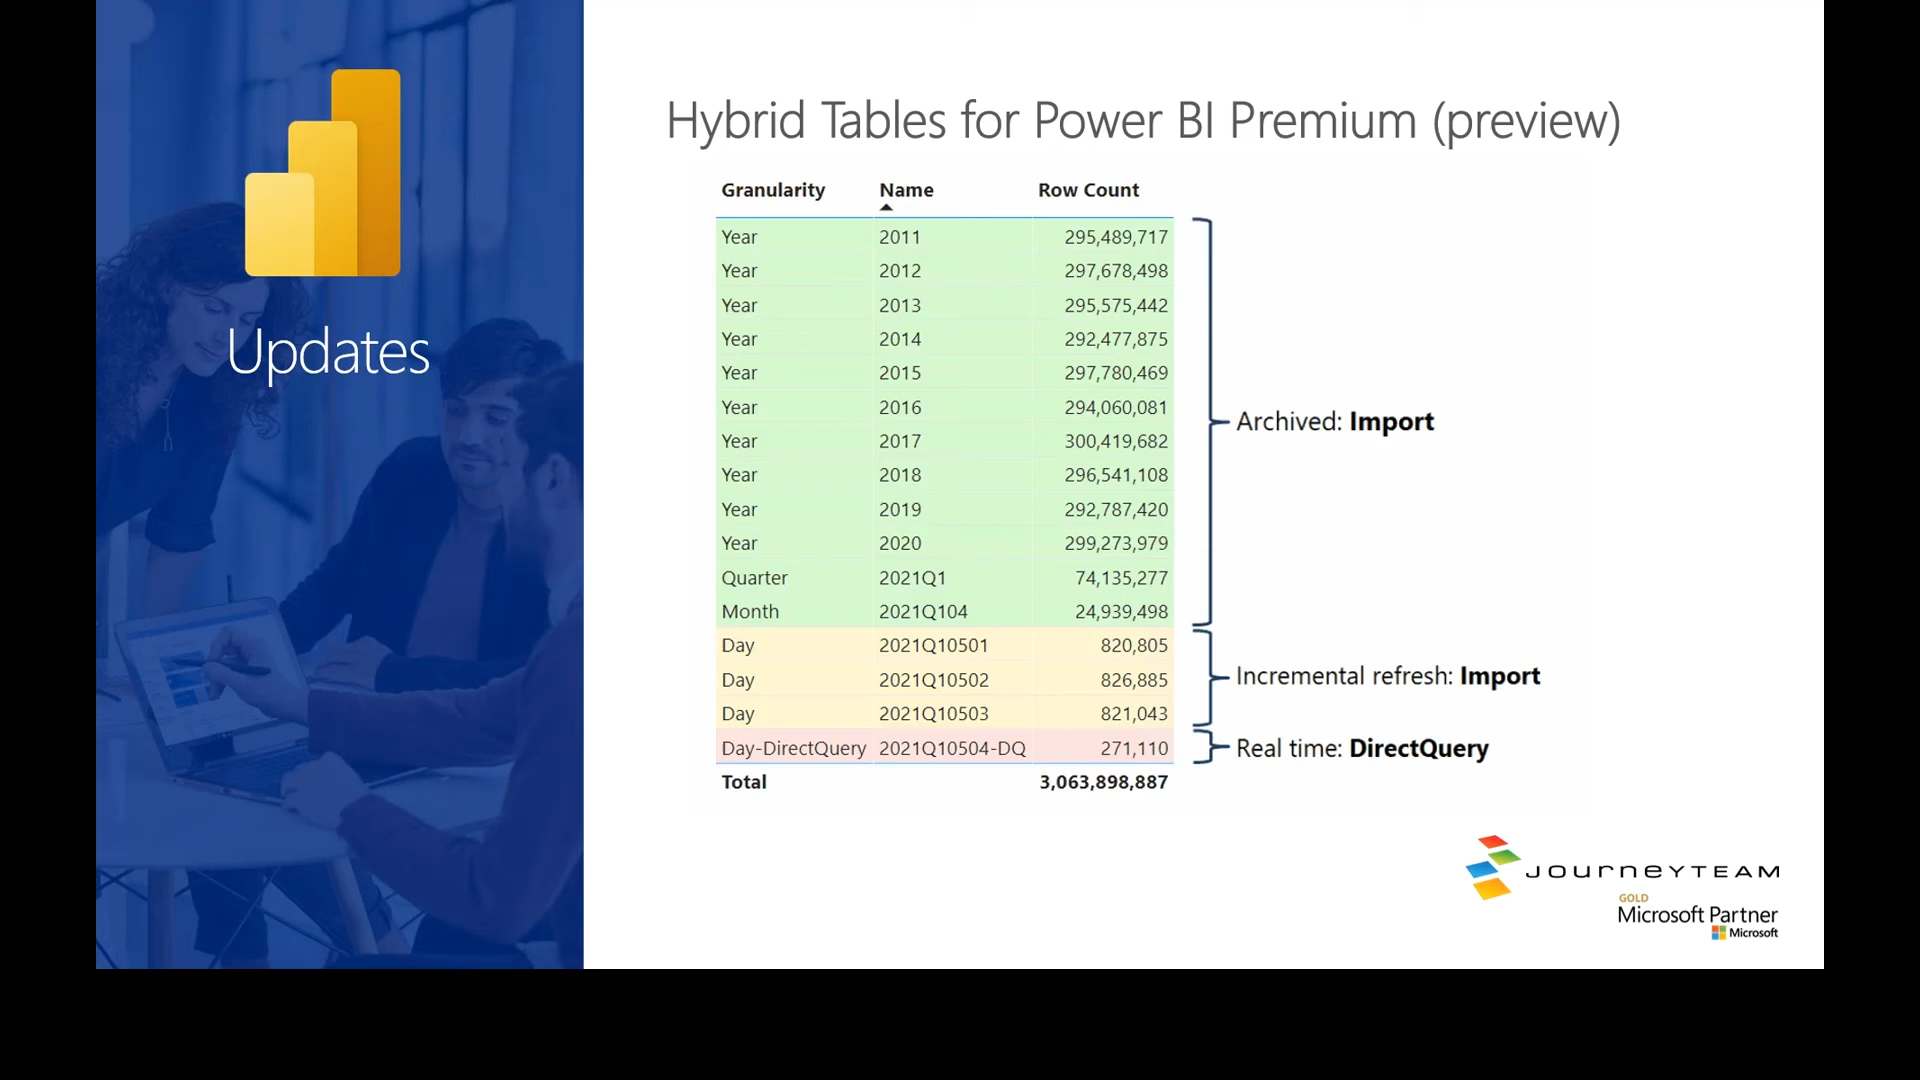 Updates
Hybrid Tables for Power BI Premium (preview)
Granularity Name Row Count
Year 2011 295,489,717
Year 2012 297,678,498
Year 2013 295,575,442
Year 2014 292,477,875
Year 2015 297,780,469
Year 2016 294,060,081
Year 2017 300,419,682
Year 2018 296,541,108
Year 2019 292,787,420
Year 2020 299,273,979
Quarter 2021Q1 74,135,277
Month 2021Q104 24,939,498
Day 2021Q10501 820,805
Day 2021Q10502 826,885
Day 2021Q10503 821,043
Day-DirectQuery 2021Q10504-DQ 271,110
Total 3,063,898,887
Archived: Import
Incremental refresh: Import
Real time: DirectQuery
JOURNEYTEAM
GOLD
Microsoft Partner
Microsoft